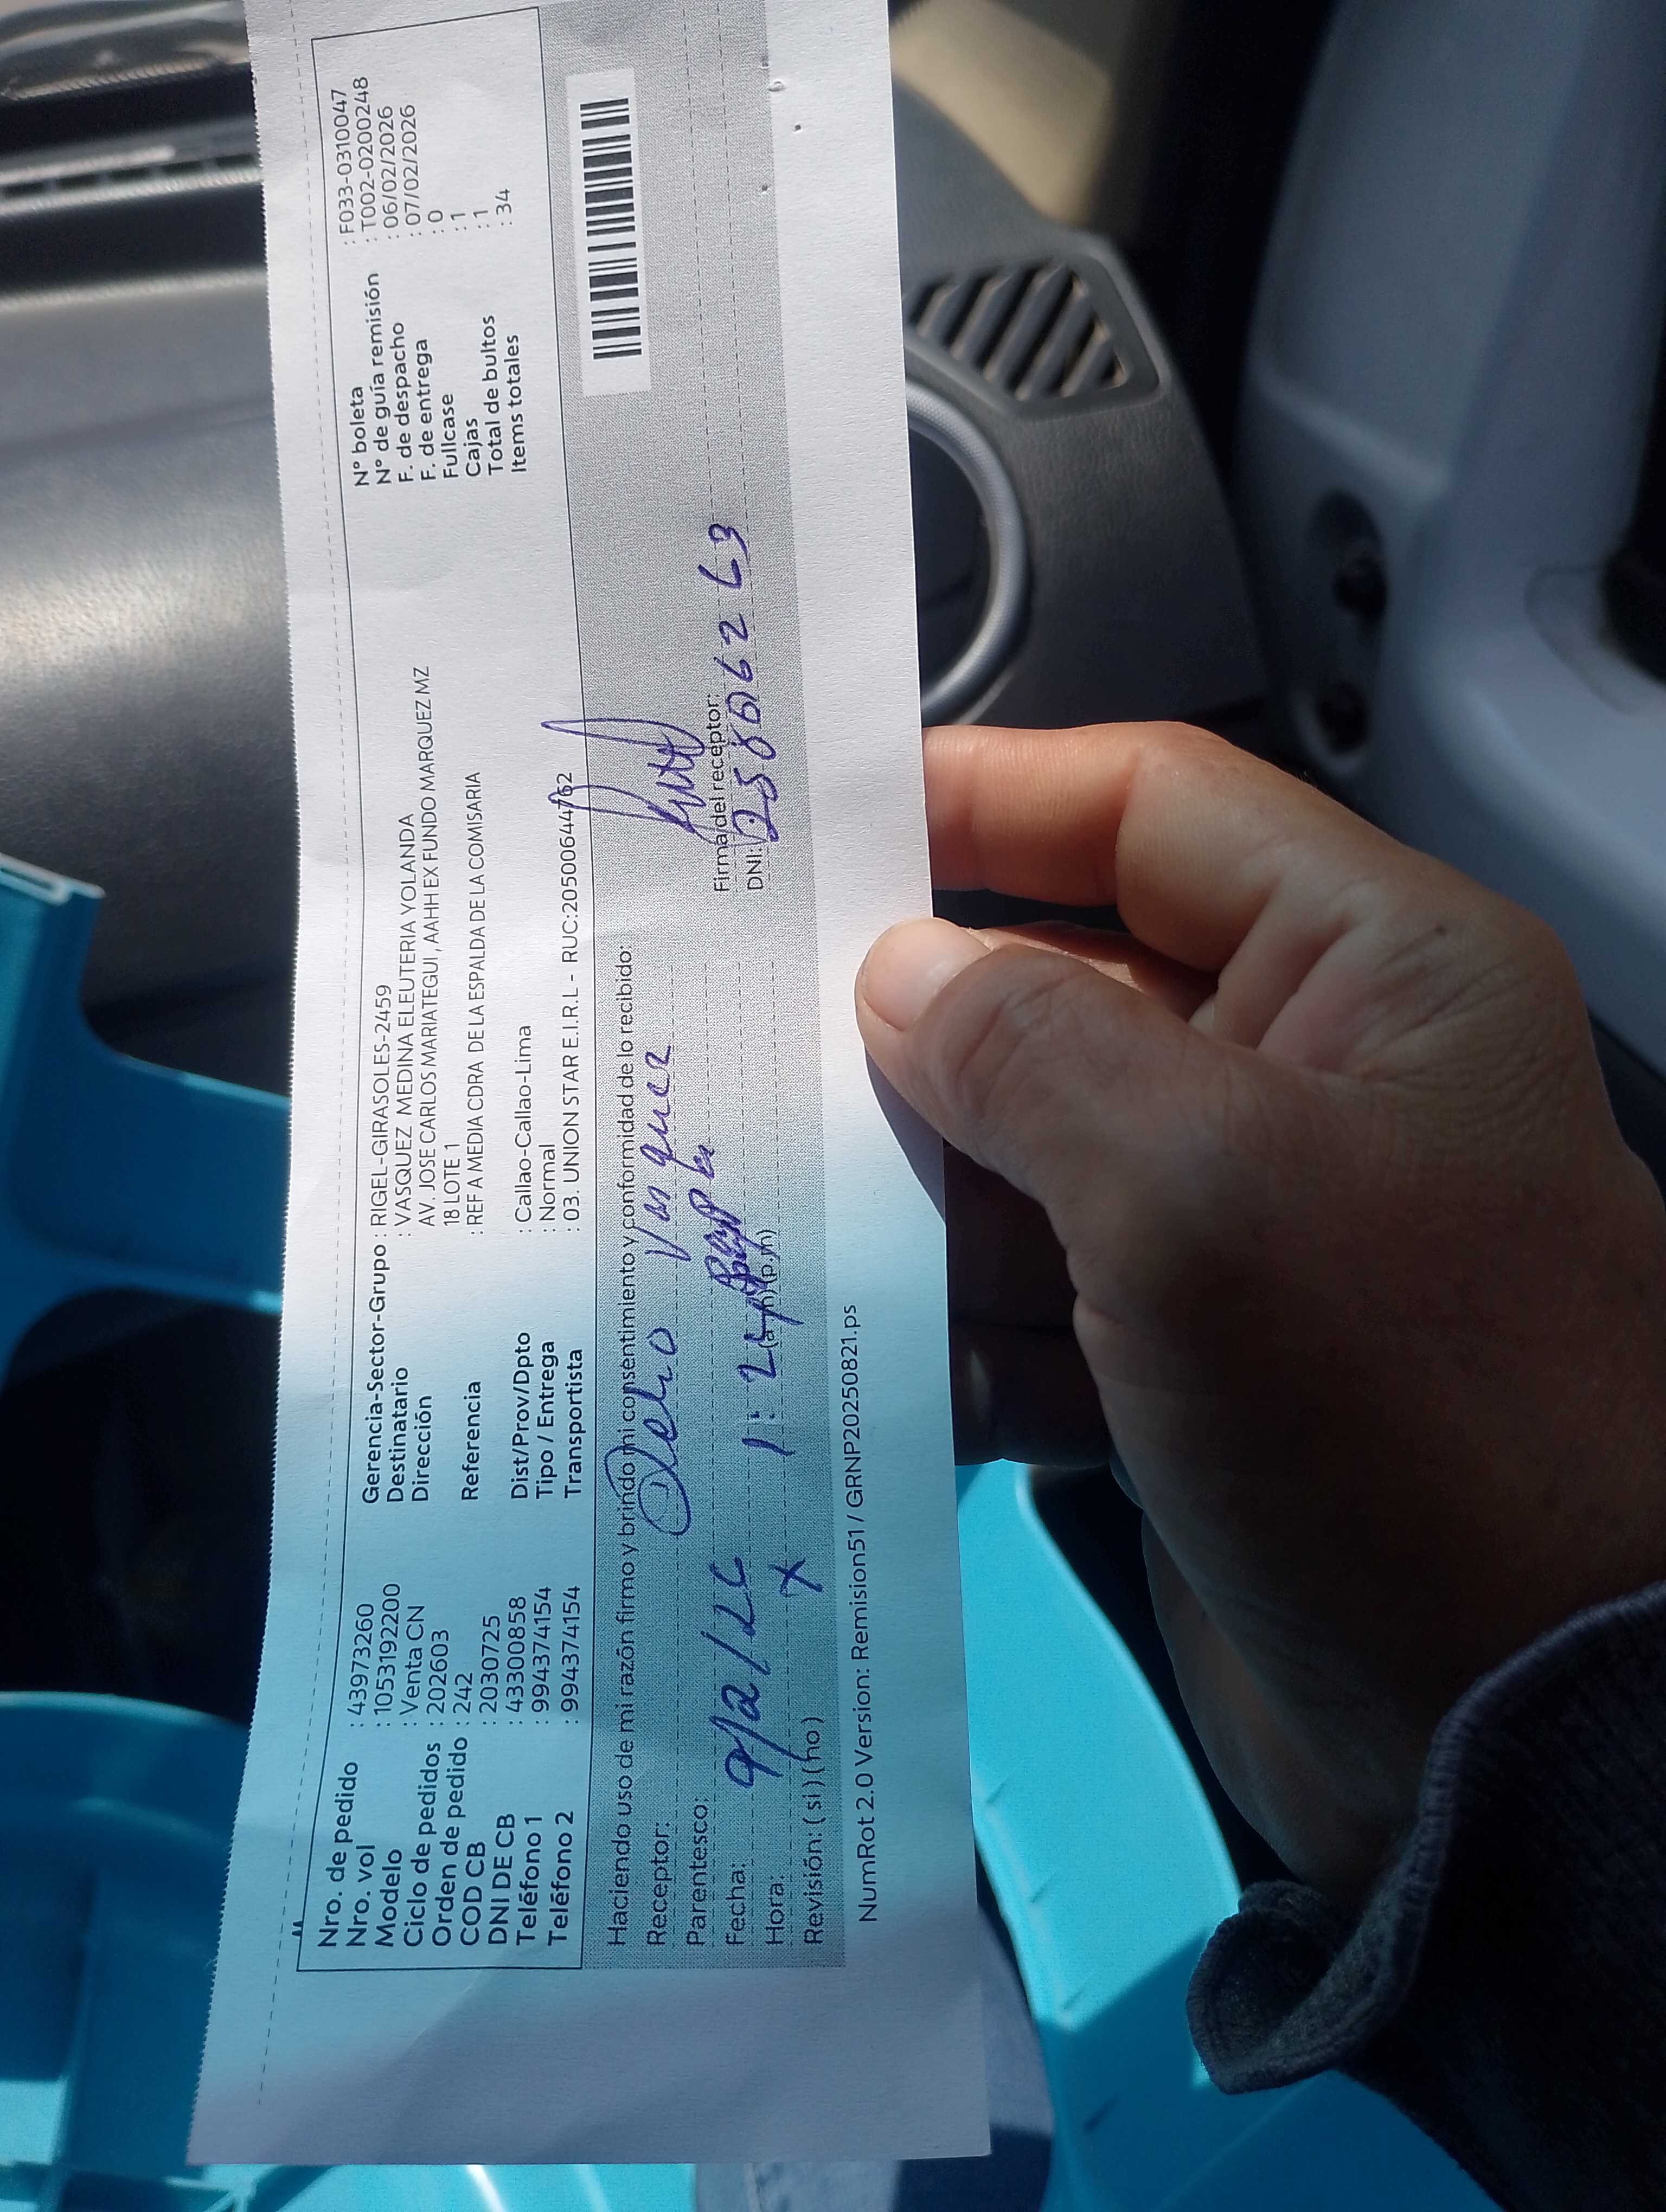 Nro. de pedido : 43973260
Nro. vol : 1053192200
Modelo : Venta CN
Ciclo de pedidos : 202603
Orden de pedido : 242
COD CB : 2030725
DNI DE CB : 43300858
Teléfono 1 : 994374154
Teléfono 2 : 994374154
Gerencia-Sector-Grupo : RIGEL-GIRASOLES-2459
Destinatario : VASQUEZ MEDINA ELEUTERIA YOLANDA
Dirección AV. JOSE CARLOS MARIATEGUI , AAHH EX FUNDO MARQUEZ MZ
18 LOTE 1
Referencia : REF A MEDIA CDRA DE LA ESPALDA DE LA COMISARIA
Dist/Prov/Dpto : Callao-Callao-Lima
Tipo / Entrega : Normal
Transportista : 03. UNION STAR E.I.R.L - RUC:20500644762
N° boleta : F033-0310047
N° de guía remisión : T002-0200248
F. de despacho : 06/02/2026
F. de entrega : 07/02/2026
Fullcase : 0
Cajas : 1
Total de bultos : 1
Items totales : 34
Haciendo uso de mi razón firmo y brindo mi consentimiento y conformidad de lo recibido:
Receptor: Vasquez
Parentesco:
Fecha:
Hora: (a.m) (p.m)
Revisión: ( si ) ( no ) X
Firma del receptor:
DNI:
NumRot 2.0 Version: Remision51 / GRNP20250821.ps